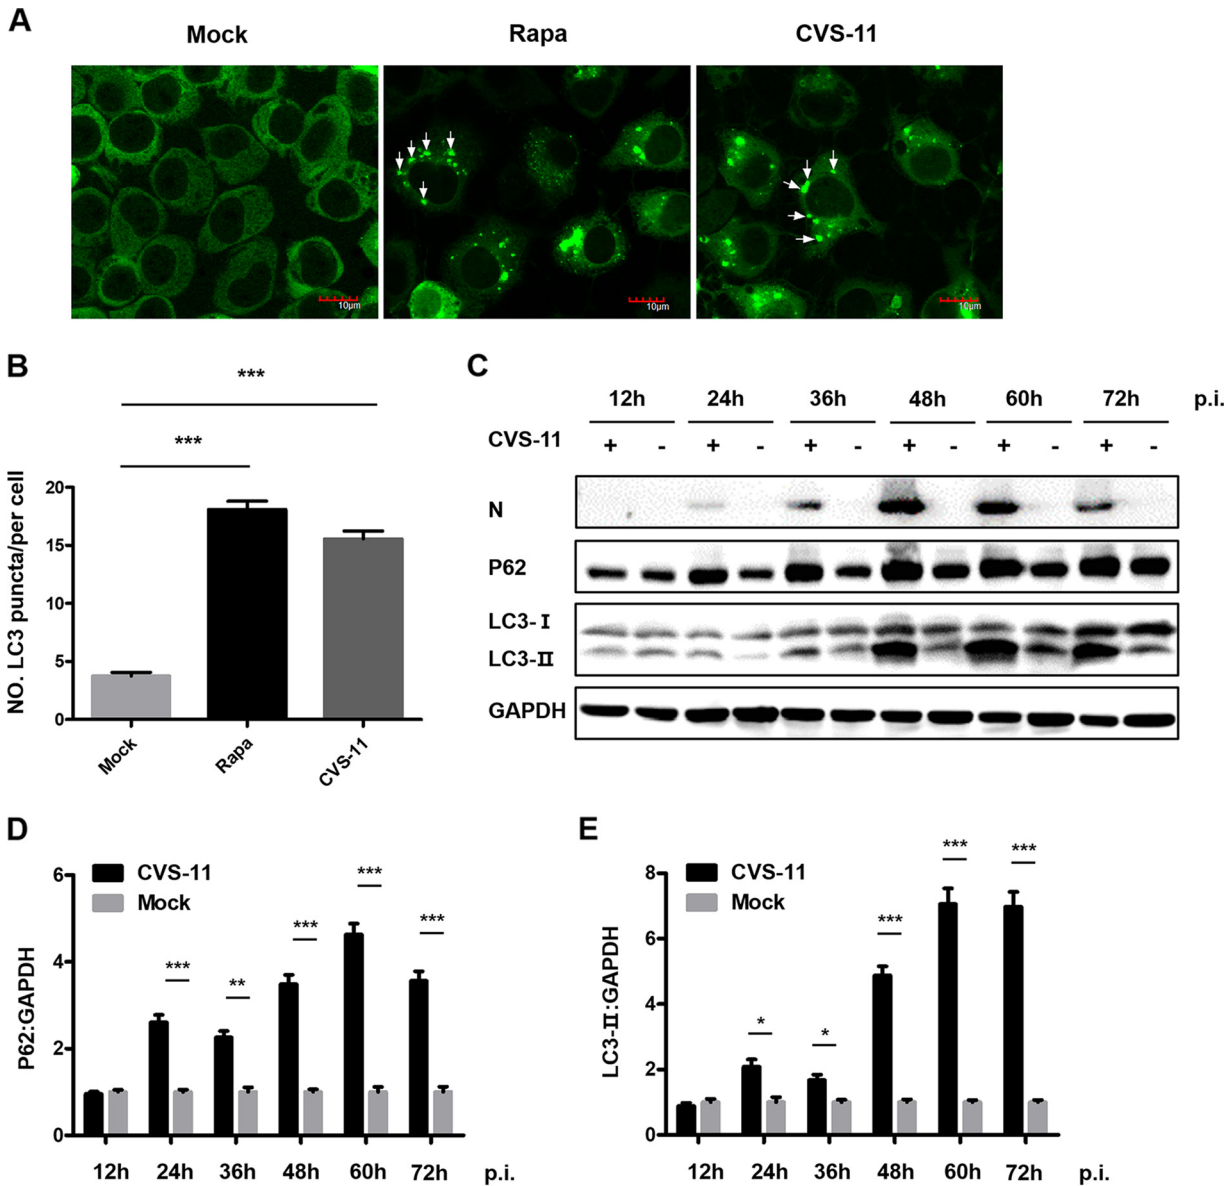 A
Mock
Rapa
CVS-11
10µm
10µm
10µm
B
***
***
NO. LC3 puncta/per cell
20
15
10
5
0
Mock
Rapa
CVS-11
C
12h 24h 36h 48h 60h 72h p.i.
CVS-11 + - + - + - + - + - + -
N
P62
LC3-I
LC3-II
GAPDH
D
CVS-11
Mock
P62:GAPDH
6
4
2
0
*** ** *** *** ***
12h 24h 36h 48h 60h 72h p.i.
E
CVS-11
Mock
LC3-II:GAPDH
8
6
4
2
0
* * *** *** ***
12h 24h 36h 48h 60h 72h p.i.